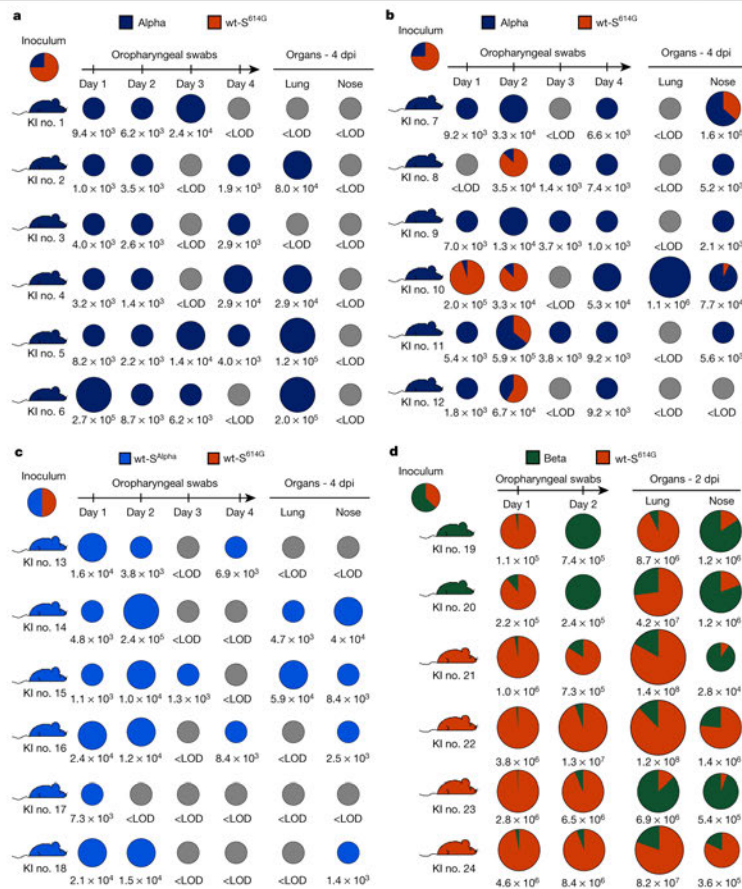 a
Alpha wt-S⁶¹⁴ᴳ
Inoculum Oropharyngeal swabs Organs - 4 dpi
Day 1 Day 2 Day 3 Day 4 Lung Nose
KI no. 1
9.4 × 10³ 6.2 × 10³ 2.4 × 10⁴ <LOD <LOD <LOD
KI no. 2
1.0 × 10³ 3.5 × 10³ <LOD 1.9 × 10³ 8.0 × 10⁴ <LOD
KI no. 3
4.0 × 10³ 2.6 × 10³ <LOD 2.9 × 10³ <LOD <LOD
KI no. 4
3.2 × 10³ 1.4 × 10³ <LOD 2.9 × 10⁴ 2.9 × 10⁴ <LOD
KI no. 5
8.2 × 10³ 2.2 × 10³ 1.4 × 10⁴ 4.0 × 10³ 1.2 × 10⁵ <LOD
KI no. 6
2.7 × 10⁵ 8.7 × 10³ 6.2 × 10³ <LOD 2.0 × 10⁵ <LOD
b
Alpha wt-S⁶¹⁴ᴳ
Inoculum Oropharyngeal swabs Organs - 4 dpi
Day 1 Day 2 Day 3 Day 4 Lung Nose
KI no. 7
9.2 × 10³ 3.3 × 10⁴ <LOD 6.6 × 10³ <LOD 1.6 × 10⁵
KI no. 8
<LOD 3.5 × 10⁴ 1.4 × 10³ 7.4 × 10³ <LOD 5.2 × 10³
KI no. 9
7.0 × 10³ 1.3 × 10⁴ 3.7 × 10³ 1.0 × 10³ <LOD 2.1 × 10³
KI no. 10
2.0 × 10⁵ 3.3 × 10⁴ <LOD 5.3 × 10⁴ 1.1 × 10⁶ 7.7 × 10⁴
KI no. 11
5.4 × 10³ 5.9 × 10⁵ 3.8 × 10³ 9.2 × 10³ <LOD 5.6 × 10³
KI no. 12
1.8 × 10³ 6.7 × 10⁴ <LOD 9.2 × 10³ <LOD <LOD
c
wt-Sᴬˡᵖʰᵃ wt-S⁶¹⁴ᴳ
Inoculum Oropharyngeal swabs Organs - 4 dpi
Day 1 Day 2 Day 3 Day 4 Lung Nose
KI no. 13
1.6 × 10⁴ 3.8 × 10³ <LOD 6.9 × 10³ <LOD <LOD
KI no. 14
4.8 × 10³ 2.4 × 10⁵ <LOD <LOD 4.7 × 10³ 4 × 10⁴
KI no. 15
1.1 × 10³ 1.0 × 10⁴ 1.3 × 10³ <LOD 5.9 × 10⁴ 8.4 × 10³
KI no. 16
2.4 × 10⁴ 1.2 × 10⁴ <LOD 8.4 × 10³ <LOD 2.5 × 10³
KI no. 17
7.3 × 10³ <LOD <LOD <LOD <LOD <LOD
KI no. 18
2.1 × 10⁴ 1.5 × 10⁴ <LOD <LOD <LOD 1.4 × 10³
d
Beta wt-S⁶¹⁴ᴳ
Inoculum Oropharyngeal swabs Organs - 2 dpi
Day 1 Day 2 Lung Nose
KI no. 19
1.1 × 10⁵ 7.4 × 10⁵ 8.7 × 10⁶ 1.2 × 10⁶
KI no. 20
2.2 × 10⁵ 2.4 × 10⁵ 4.2 × 10⁷ 1.2 × 10⁶
KI no. 21
1.0 × 10⁶ 7.3 × 10⁵ 1.4 × 10⁸ 2.8 × 10⁴
KI no. 22
3.8 × 10⁶ 1.3 × 10⁷ 1.2 × 10⁸ 1.4 × 10⁶
KI no. 23
2.8 × 10⁶ 6.5 × 10⁶ 6.9 × 10⁶ 5.4 × 10⁵
KI no. 24
4.6 × 10⁶ 8.4 × 10⁶ 8.2 × 10⁷ 3.6 × 10⁵